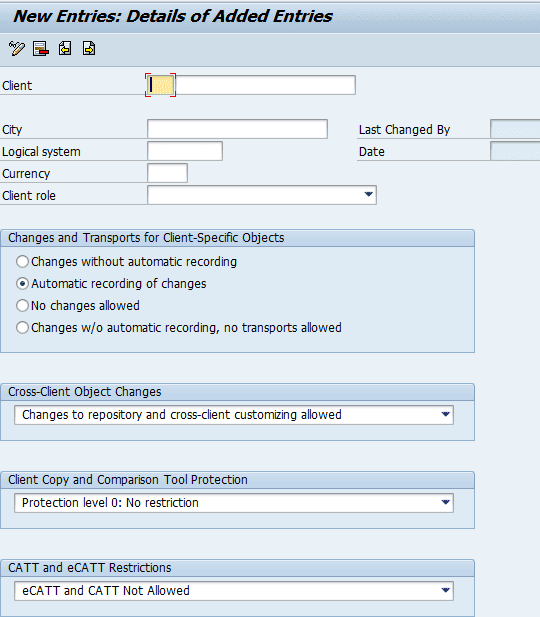 New Entries: Details of Added Entries
Client
City
Last Changed By
Logical system
Date
Currency
Client role
Changes and Transports for Client-Specific Objects
Changes without automatic recording
Automatic recording of changes
No changes allowed
Changes w/o automatic recording, no transports allowed
Cross-Client Object Changes
Changes to repository and cross-client customizing allowed
Client Copy and Comparison Tool Protection
Protection level 0: No restriction
CATT and eCATT Restrictions
eCATT and CATT Not Allowed